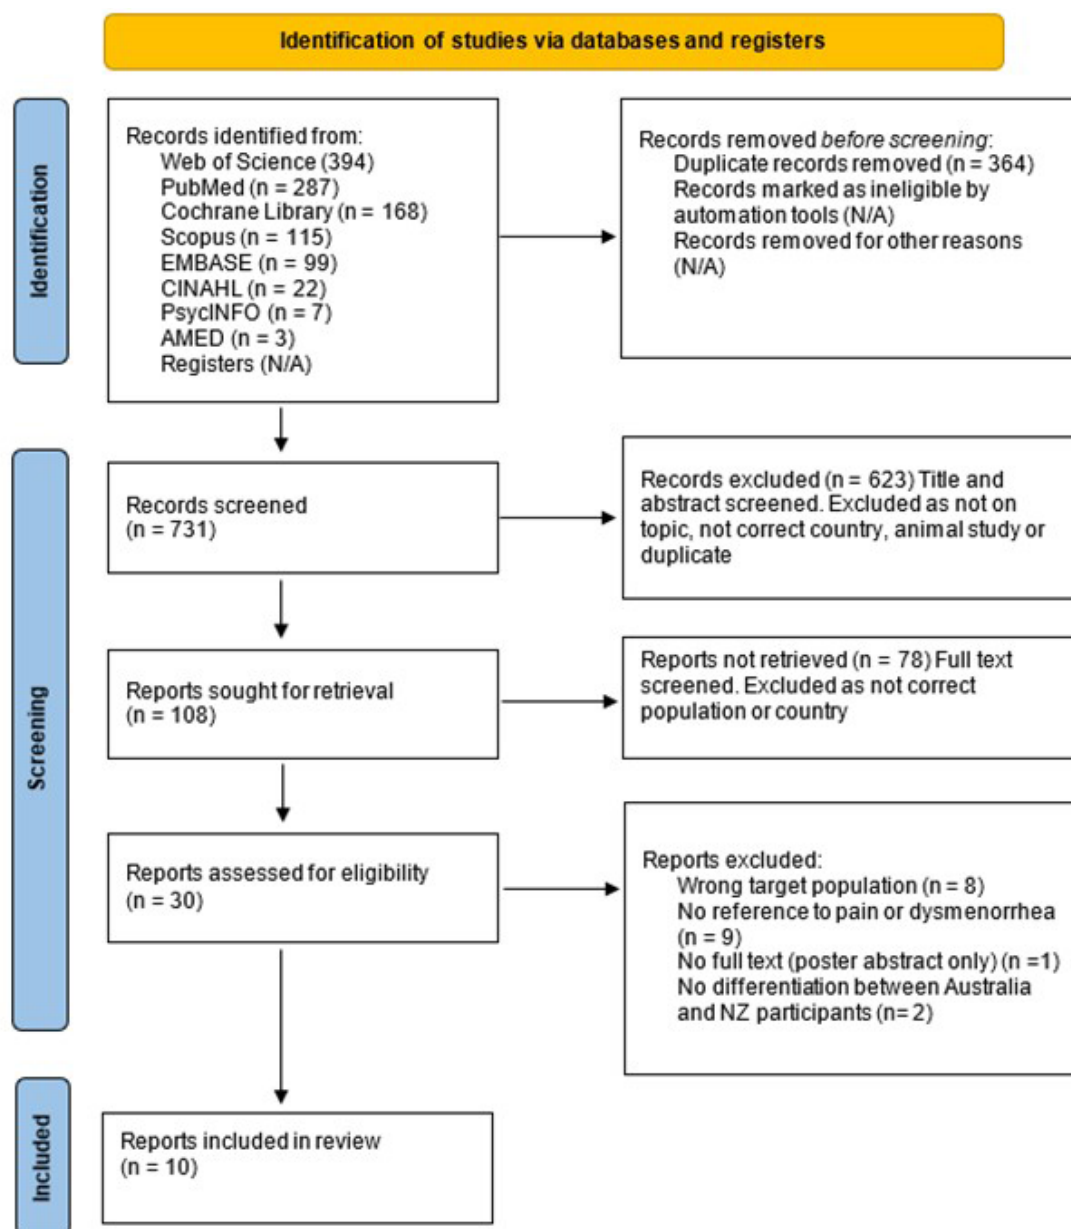 Identification of studies via databases and registers
Identification
Records identified from:
Web of Science (394)
PubMed (n = 287)
Cochrane Library (n = 168)
Scopus (n = 115)
EMBASE (n = 99)
CINAHL (n = 22)
PsycINFO (n = 7)
AMED (n = 3)
Registers (N/A)
Records removed before screening:
Duplicate records removed (n = 364)
Records marked as ineligible by
automation tools (N/A)
Records removed for other reasons
(N/A)
Screening
Records screened
(n = 731)
Records excluded (n = 623) Title and
abstract screened. Excluded as not on
topic, not correct country, animal study or
duplicate
Reports sought for retrieval
(n = 108)
Reports not retrieved (n = 78) Full text
screened. Excluded as not correct
population or country
Reports assessed for eligibility
(n = 30)
Reports excluded:
Wrong target population (n = 8)
No reference to pain or dysmenorrhea
(n = 9)
No full text (poster abstract only) (n =1)
No differentiation between Australia
and NZ participants (n= 2)
Included
Reports included in review
(n = 10)